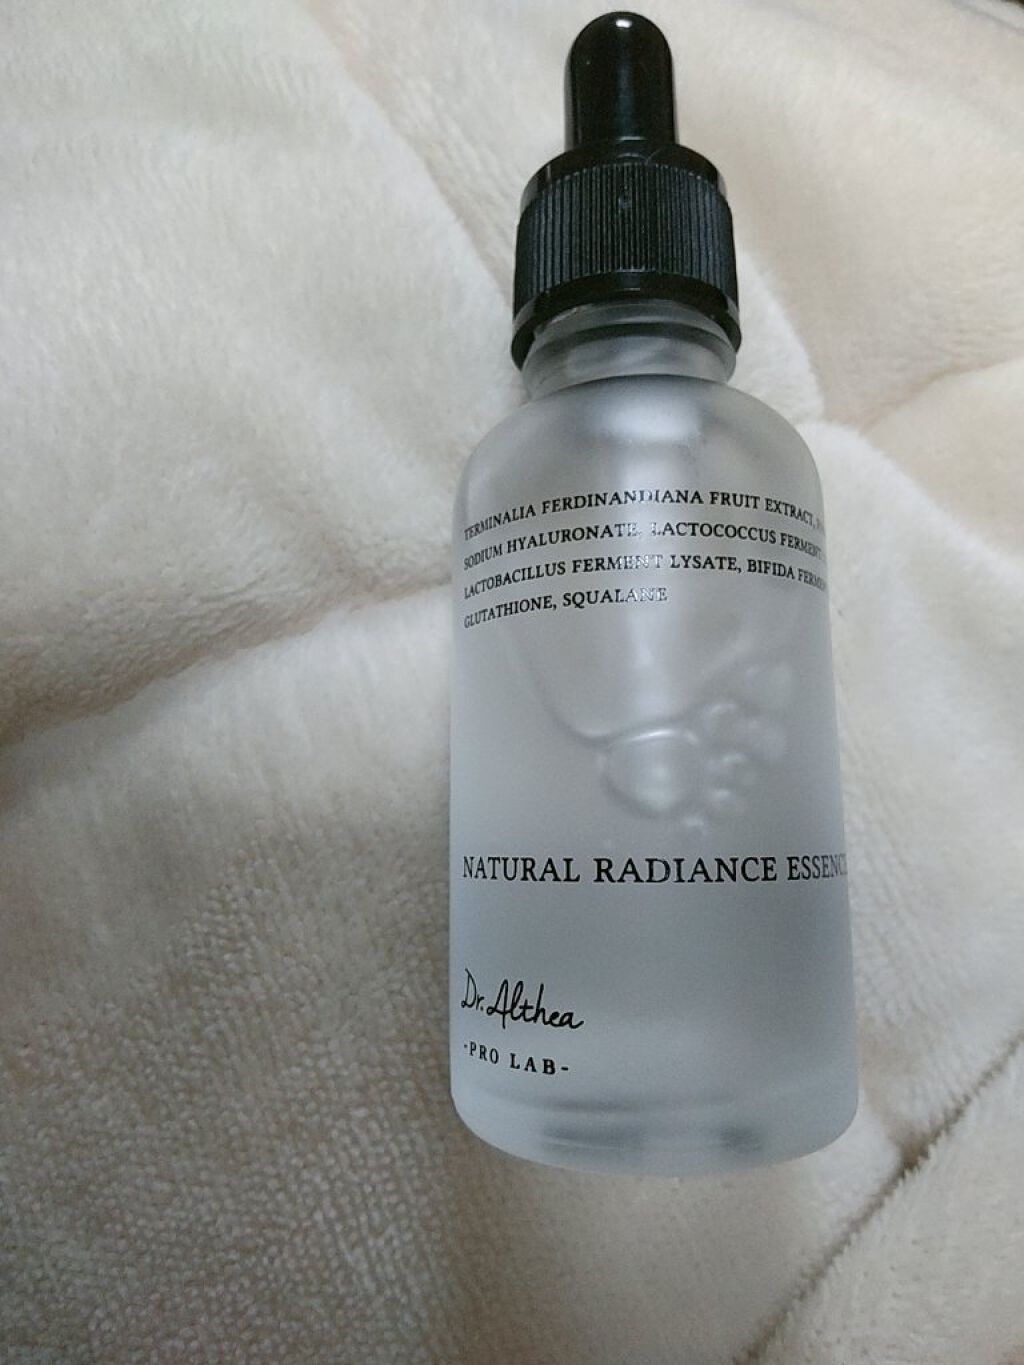 TERMINALIA FERDINANDIANA FRUIT EXTRACT,
SODIUM HYALURONATE, LACTOCOCCUS FERMENT
LACTOBACILLUS FERMENT LYSATE, BIFIDA
GLUTATHIONE, SQUALANE
NATURAL RADIANCE ESSENCE
Dr.Althea
-PRO LAB-